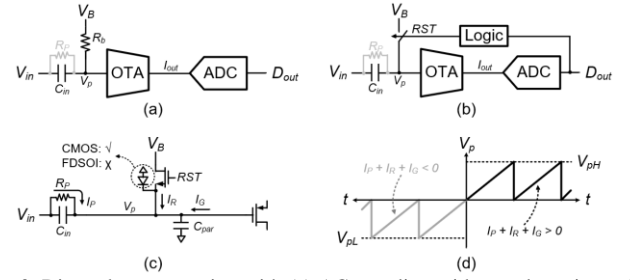 V_B
R_P
R_b
V_in
C_in
V_p
OTA
I_out
ADC
D_out
(a)
V_B
RST
Logic
R_P
V_in
C_in
V_p
OTA
I_out
ADC
D_out
(b)
CMOS: √
FDSOI: χ
V_B
RST
R_P
I_P
I_R
I_G
V_in
C_in
V_p
C_par
(c)
V_p
I_P + I_R + I_G < 0
V_pH
t
t
V_pL
I_P + I_R + I_G > 0
(d)